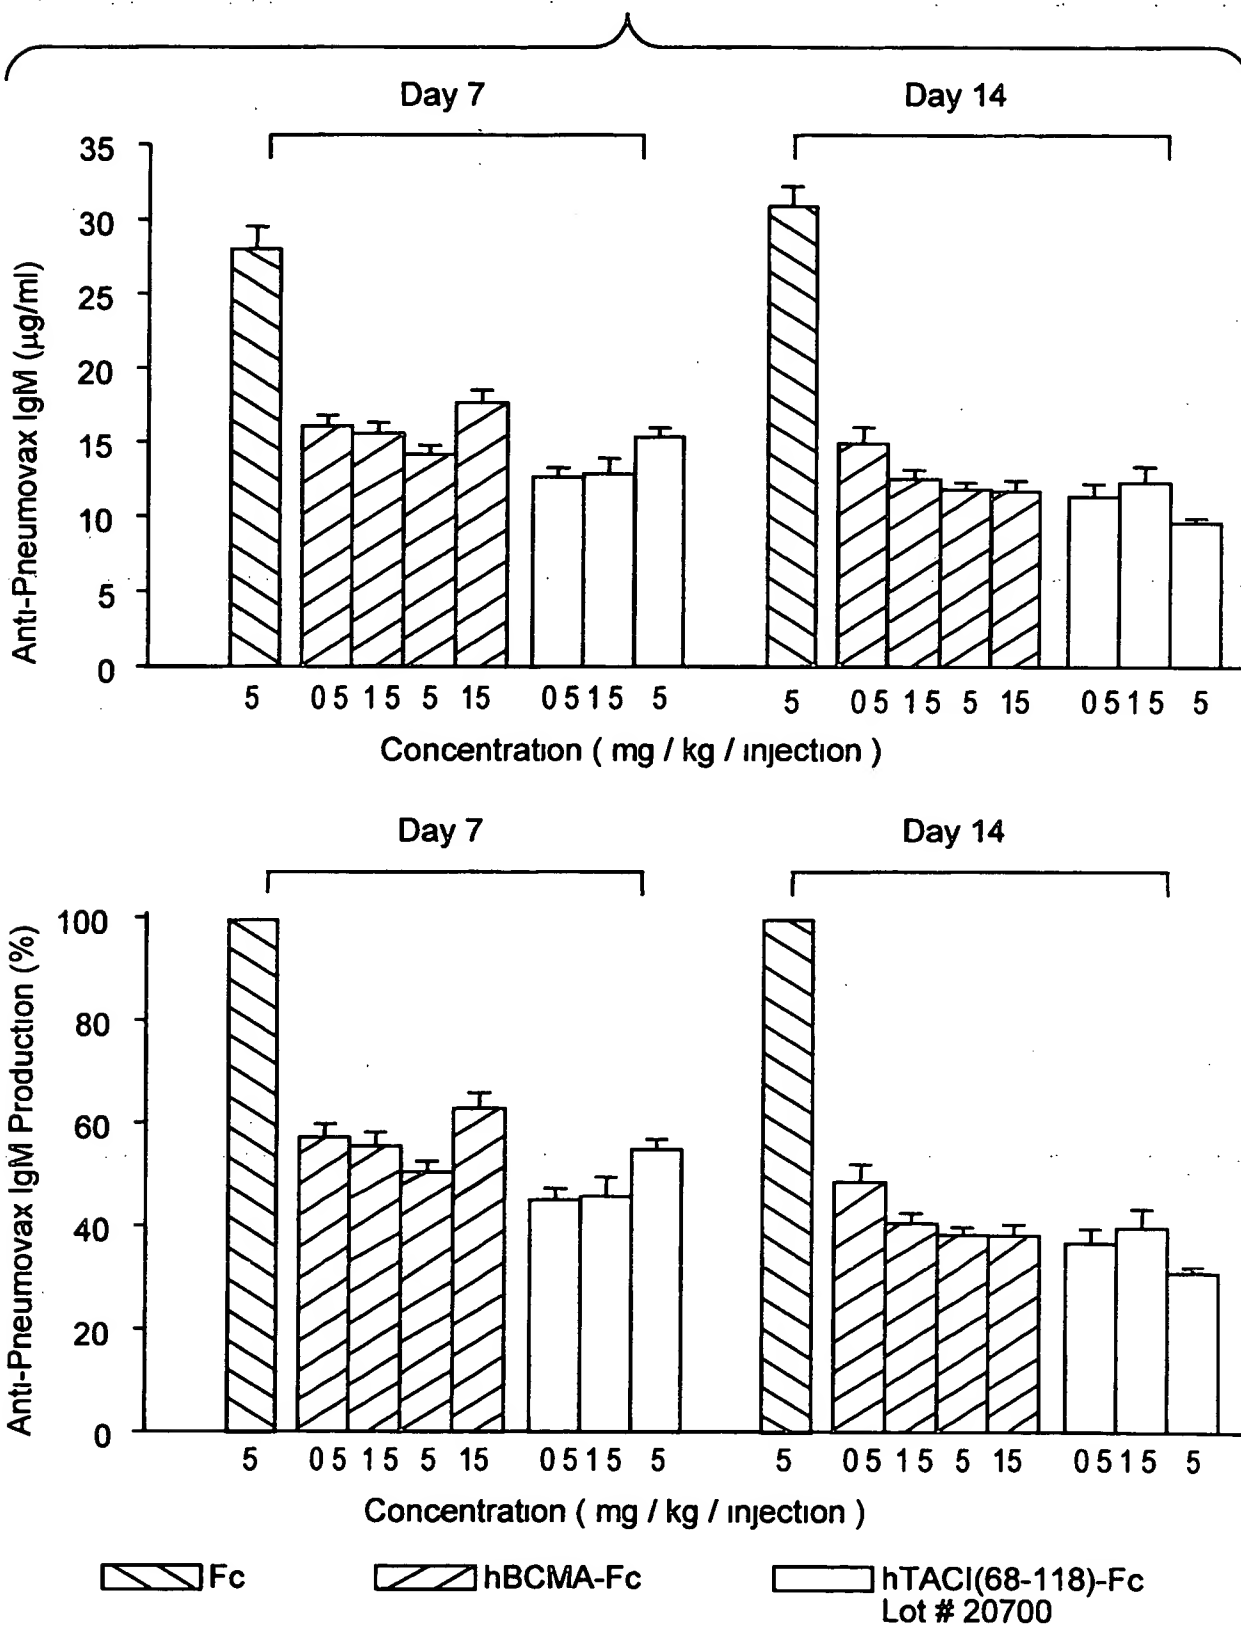 Day 7 Day 14
Anti-Pneumovax IgM (µg/ml)
35
30
25
20
15
10
5
0
5 0 5 1 5 5 15 0 5 1 5 5 5 0 5 1 5 5 15 0 5 1 5 5
Concentration ( mg / kg / injection )
Day 7 Day 14
Anti-Pneumovax IgM Production (%)
100
80
60
40
20
0
5 0 5 1 5 5 15 0 5 1 5 5 5 0 5 1 5 5 15 0 5 1 5 5
Concentration ( mg / kg / injection )
Fc hBCMA-Fc hTACI(68-118)-Fc
Lot # 20700